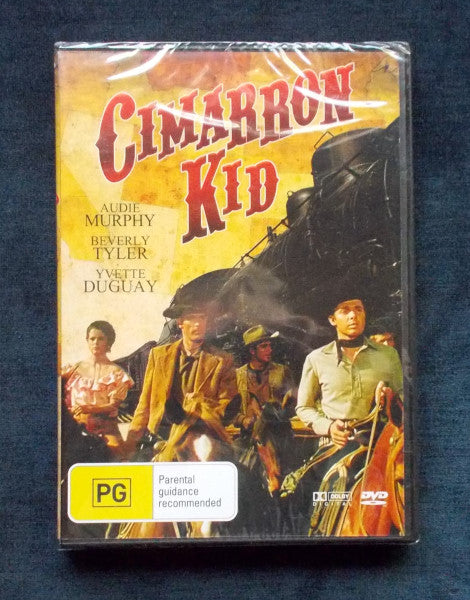 CIMARRON
KID
AUDIE
MURPHY
BEVERLY
TYLER
YVETTE
DUGUAY
PG
Parental
guidance
recommended
DOLBY
DIGITAL
DVD